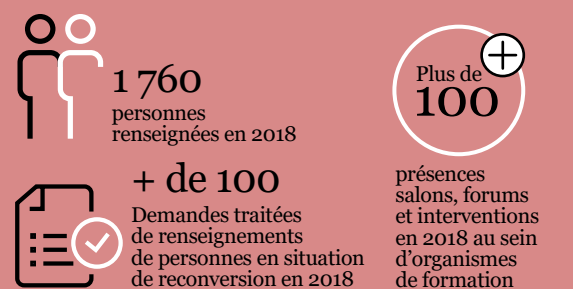 1 760
personnes
renseignées en 2018
+ de 100
Demandes traitées
de renseignements
de personnes en situation
de reconversion en 2018
Plus de
100
présences
salons, forums
et interventions
en 2018 au sein
d'organismes
de formation